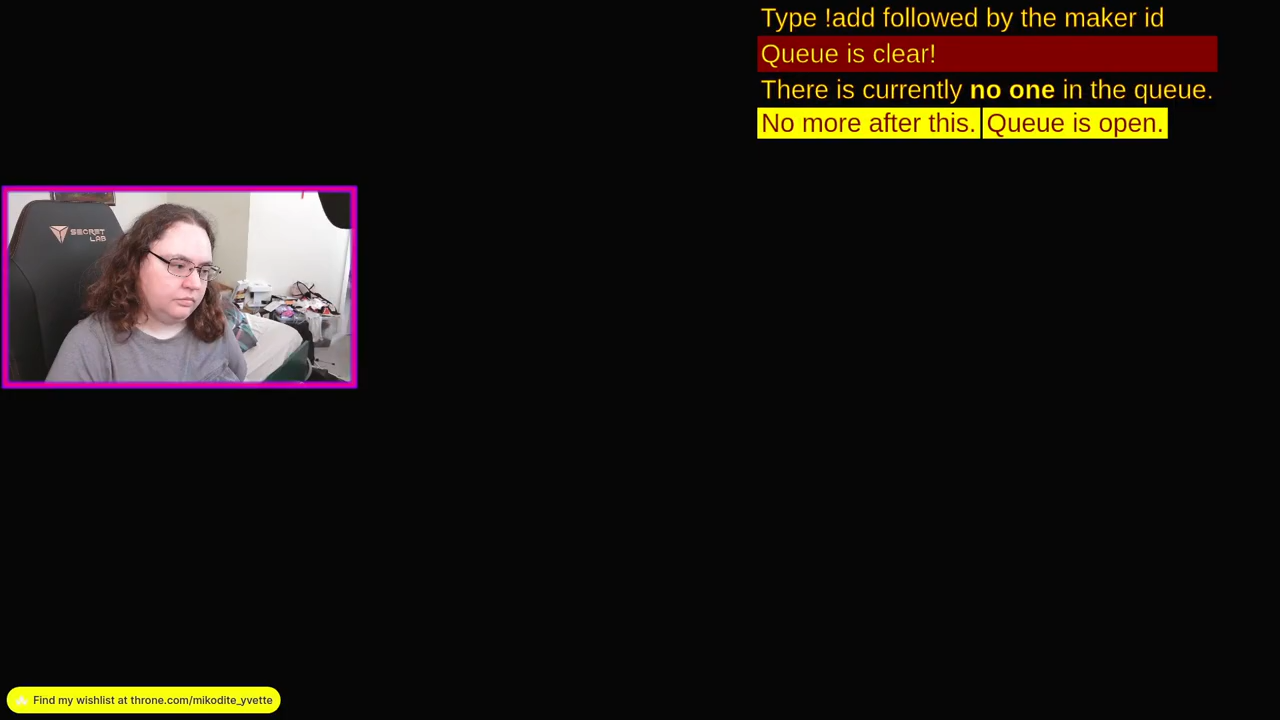 Type !add followed by the maker id
Queue is clear!
There is currently no one in the queue.
No more after this. Queue is open.
SECRET
LAB
Find my wishlist at throne.com/mikodite_yvette